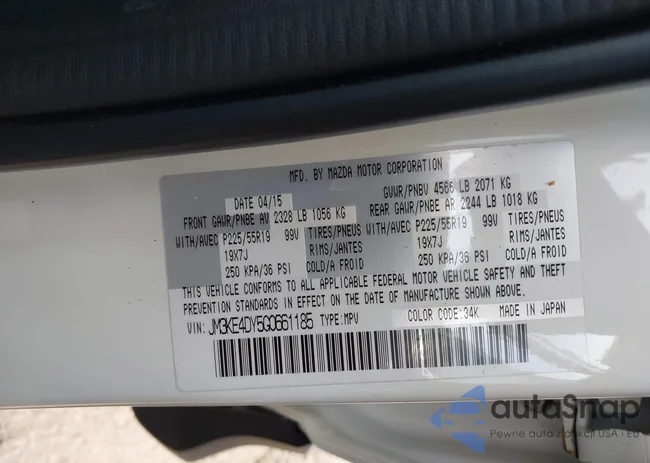 MFD. BY MAZDA MOTOR CORPORATION
DATE 04/15 GVWR/PNBV 4566 LB 2071 KG
FRONT GAWR/PNBE AV 2328 LB 1056 KG REAR GAWR/PNBE AR 2244 LB 1018 KG
WITH/AVEC P225/55R19 99V TIRES/PNEUS WITH/AVEC P225/55R19 99V TIRES/PNEUS
19X7J RIMS/JANTES 19X7J RIMS/JANTES
250 KPA/36 PSI COLD/A FROID 250 KPA/36 PSI COLD/A FROID
THIS VEHICLE CONFORMS TO ALL APPLICABLE FEDERAL MOTOR VEHICLE SAFETY AND THEFT
PREVENTION STANDARDS IN EFFECT ON THE DATE OF MANUFACTURE SHOWN ABOVE.
VIN: JM3KE4DY5G0661185 TYPE:MPV COLOR CODE:34K MADE IN JAPAN
autoSnap
Pewne auta z aukcji USA i EU